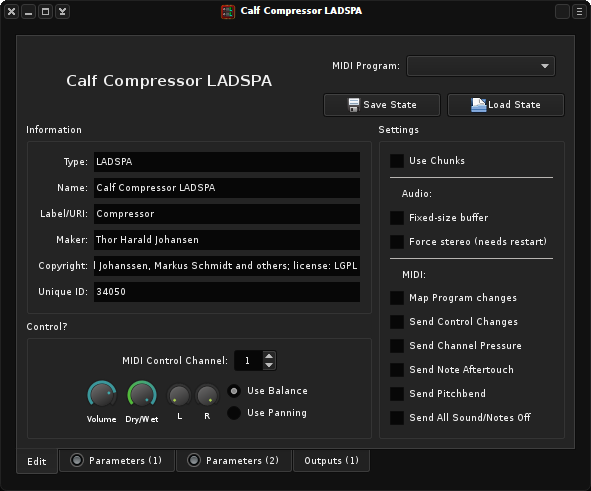 Calf Compressor LADSPA
MIDI Program:
Calf Compressor LADSPA
Save State
Load State
Information
Type: LADSPA
Name: Calf Compressor LADSPA
Label/URI: Compressor
Maker: Thor Harald Johansen
Copyright: l Johanssen, Markus Schmidt and others; license: LGPL
Unique ID: 34050
Control?
MIDI Control Channel: 1
Volume
Dry/Wet
L
R
Use Balance
Use Panning
Settings
Use Chunks
Audio:
Fixed-size buffer
Force stereo (needs restart)
MIDI:
Map Program changes
Send Control Changes
Send Channel Pressure
Send Note Aftertouch
Send Pitchbend
Send All Sound/Notes Off
Edit
Parameters (1)
Parameters (2)
Outputs (1)